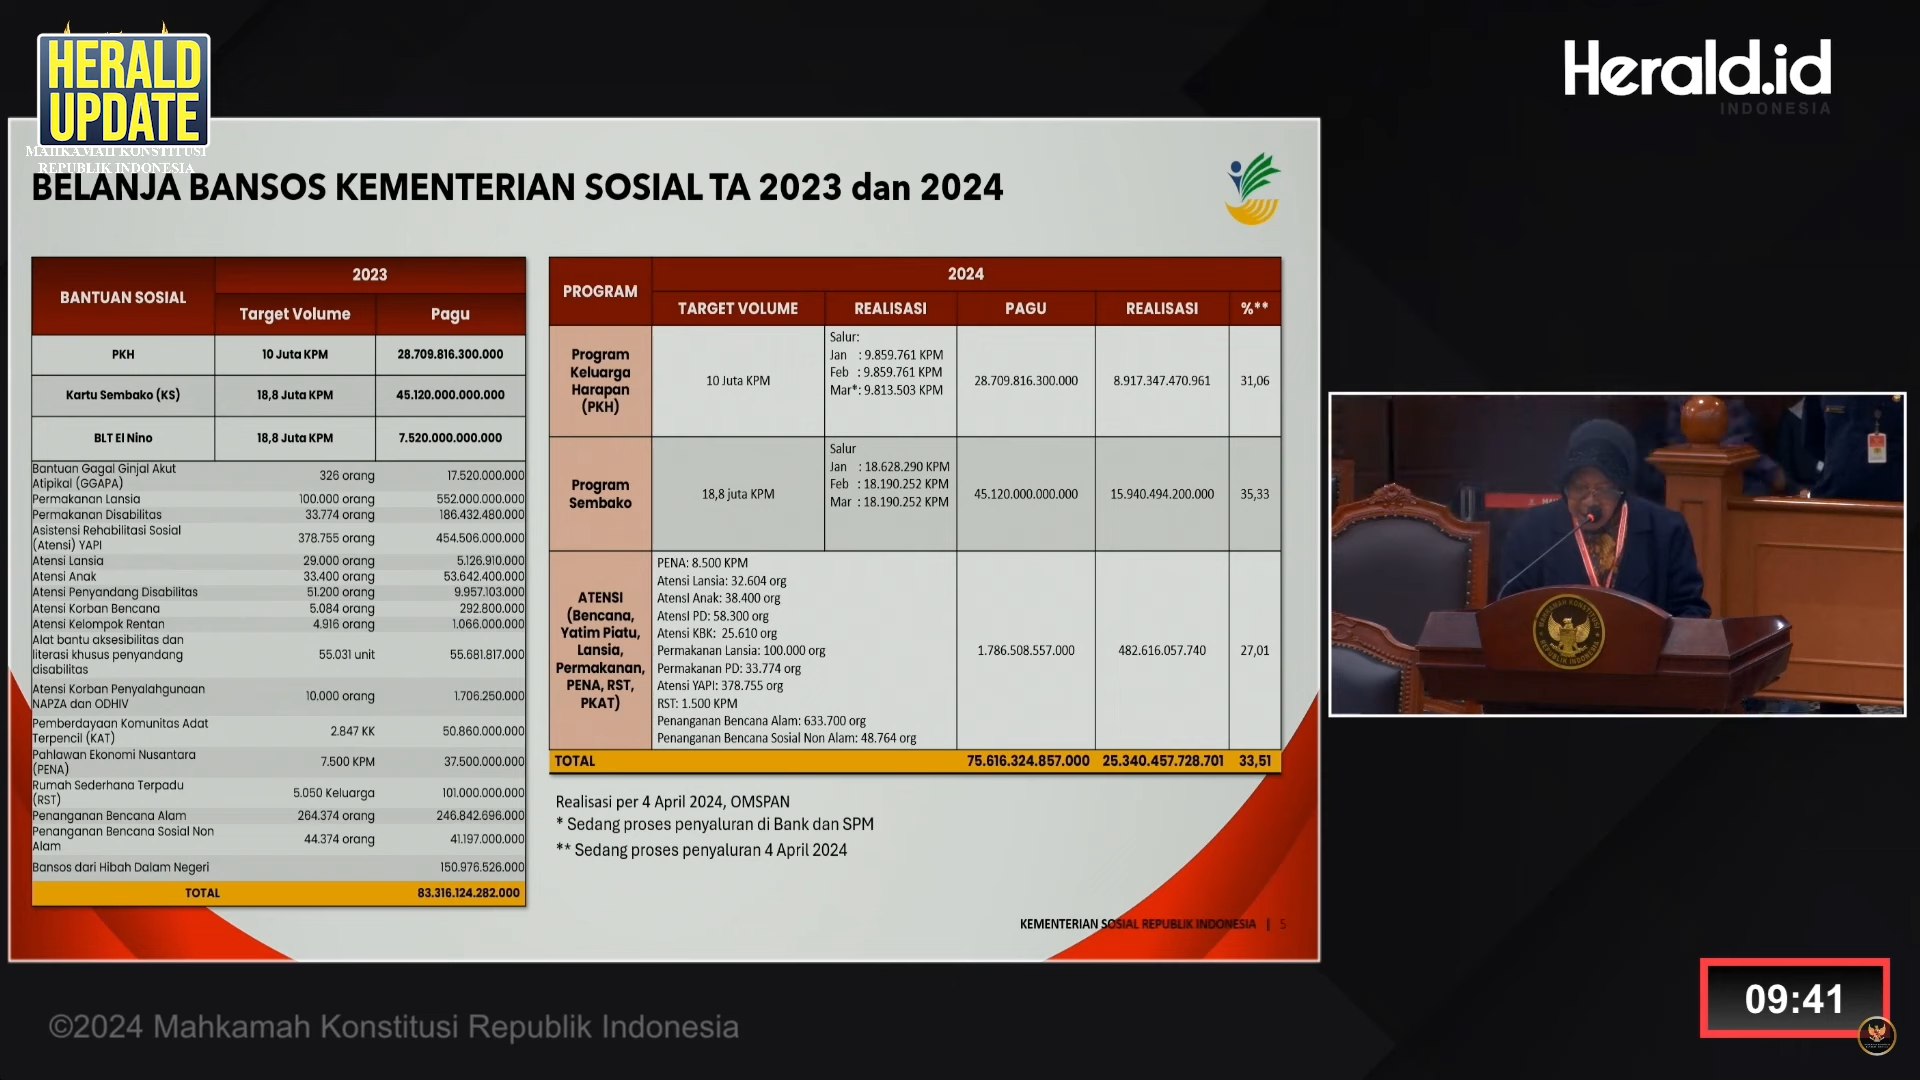 HERALD
UPDATE
MAHKAMAH KONSTITUSI
REPUBLIK INDONESIA
Herald.id
INDONESIA
BELANJA BANSOS KEMENTERIAN SOSIAL TA 2023 dan 2024
BANTUAN SOSIAL
2023
Target Volume
Pagu
PKH
10 Juta KPM
28.709.816.300.000
Kartu Sembako (KS)
18,8 Juta KPM
45.120.000.000.000
BLT El Nino
18,8 Juta KPM
7.520.000.000.000
Bantuan Gagal Ginjal Akut
Atipikal (GGAPA)
326 orang
17.520.000.000
Permakanan Lansia
100.000 orang
552.000.000.000
Permakanan Disabilitas
33.774 orang
186.432.480.000
Asistensi Rehabilitasi Sosial
(Atensi) YAPI
378.755 orang
454.506.000.000
Atensi Lansia
29.000 orang
5.126.910.000
Atensi Anak
33.400 orang
53.642.400.000
Atensi Penyandang Disabilitas
51.200 orang
9.957.103.000
Atensi Korban Bencana
5.084 orang
292.800.000
Atensi Kelompok Rentan
4.916 orang
1.066.000.000
Alat bantu aksesibilitas dan
literasi khusus penyandang
disabilitas
55.031 unit
55.681.817.000
Atensi Korban Penyalahgunaan
NAPZA dan ODHIV
10.000 orang
1.706.250.000
Pemberdayaan Komunitas Adat
Terpencil (KAT)
2.847 KK
50.860.000.000
Pahlawan Ekonomi Nusantara
(PENA)
7.500 KPM
37.500.000.000
Rumah Sederhana Terpadu
(RST)
5.050 Keluarga
101.000.000.000
Penanganan Bencana Alam
264.374 orang
246.842.696.000
Penanganan Bencana Sosial Non
Alam
44.374 orang
41.197.000.000
Bansos dari Hibah Dalam Negeri
150.976.526.000
TOTAL
83.316.124.282.000
PROGRAM
2024
TARGET VOLUME
REALISASI
PAGU
REALISASI
%**
Program
Keluarga
Harapan
(PKH)
10 Juta KPM
Salur:
Jan : 9.859.761 KPM
Feb : 9.859.761 KPM
Mar*: 9.813.503 KPM
28.709.816.300.000
8.917.347.470.961
31,06
Program
Sembako
18,8 juta KPM
Salur
Jan : 18.628.290 KPM
Feb : 18.190.252 KPM
Mar : 18.190.252 KPM
45.120.000.000.000
15.940.494.200.000
35,33
ATENSI
(Bencana,
Yatim Piatu,
Lansia,
Permakanan,
PENA, RST,
PKAT)
PENA: 8.500 KPM
Atensi Lansia: 32.604 org
AtensI Anak: 38.400 org
AtensI PD: 58.300 org
Atensi KBK: 25.610 org
Permakanan Lansia: 100.000 org
Permakanan PD: 33.774 org
Atensi YAPI: 378.755 org
RST: 1.500 KPM
Penanganan Bencana Alam: 633.700 org
Penanganan Bencana Sosial Non Alam: 48.764 org
1.786.508.557.000
482.616.057.740
27,01
TOTAL
75.616.324.857.000
25.340.457.728.701
33,51
Realisasi per 4 April 2024, OMSPAN
* Sedang proses penyaluran di Bank dan SPM
** Sedang proses penyaluran 4 April 2024
KEMENTERIAN SOSIAL REPUBLIK INDONESIA | 5
MAHKAMAH KONSTITUSI
REPUBLIK INDONESIA
09:41
©2024 Mahkamah Konstitusi Republik Indonesia